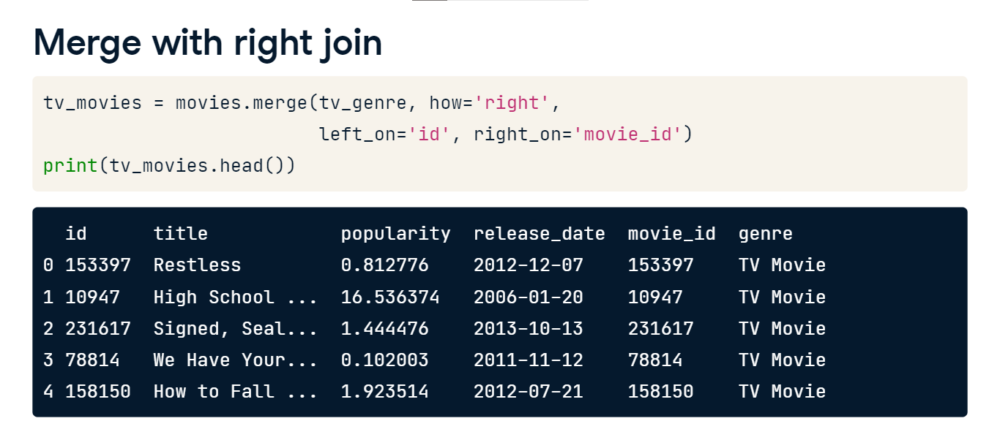 Merge with right join
tv_movies = movies.merge(tv_genre, how='right',
                         left_on='id', right_on='movie_id')
print(tv_movies.head())
  id      title            popularity  release_date  movie_id  genre
0 153397  Restless         0.812776    2012-12-07    153397    TV Movie
1 10947   High School ...  16.536374   2006-01-20    10947     TV Movie
2 231617  Signed, Seal...  1.444476    2013-10-13    231617    TV Movie
3 78814   We Have Your...  0.102003    2011-11-12    78814     TV Movie
4 158150  How to Fall ...  1.923514    2012-07-21    158150    TV Movie